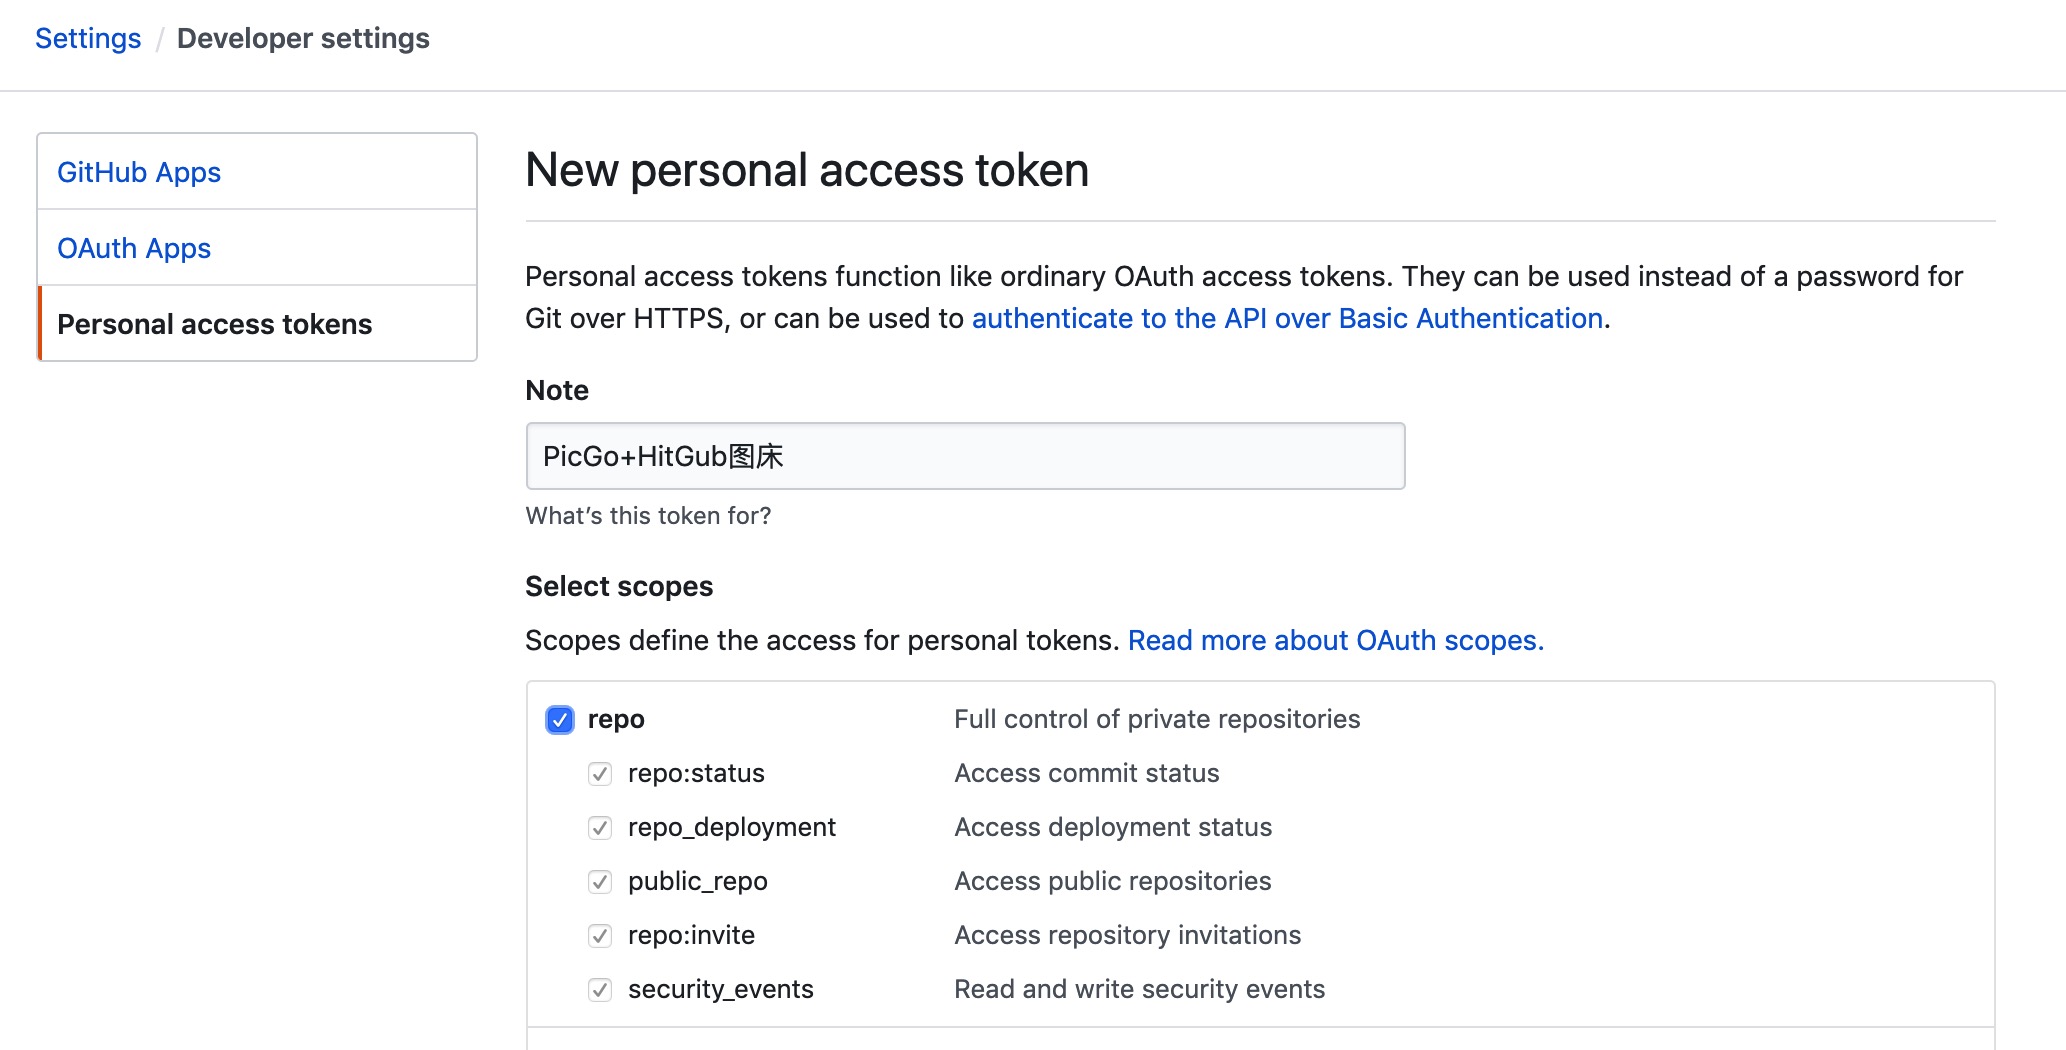 Settings / Developer settings
GitHub Apps
OAuth Apps
Personal access tokens
New personal access token
Personal access tokens function like ordinary OAuth access tokens. They can be used instead of a password for
Git over HTTPS, or can be used to authenticate to the API over Basic Authentication.
Note
PicGo+HitGub图床
What's this token for?
Select scopes
Scopes define the access for personal tokens. Read more about OAuth scopes.
repo Full control of private repositories
repo:status Access commit status
repo_deployment Access deployment status
public_repo Access public repositories
repo:invite Access repository invitations
security_events Read and write security events